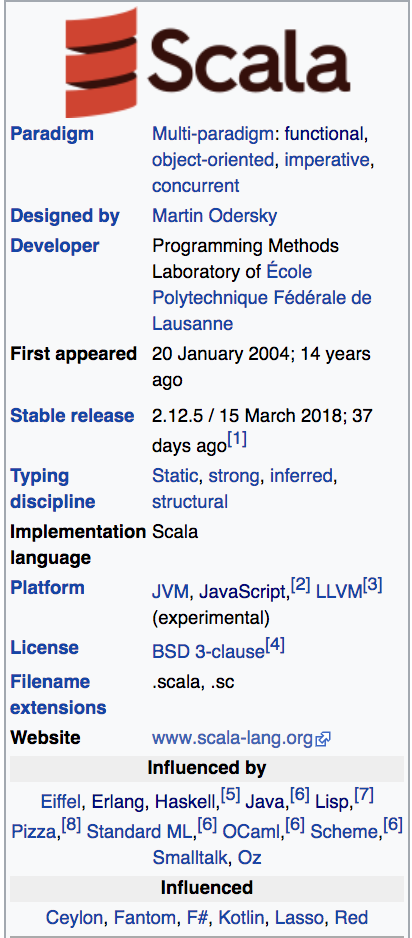 Scala
Paradigm Multi-paradigm: functional,
object-oriented, imperative,
concurrent
Designed by Martin Odersky
Developer Programming Methods
Laboratory of École
Polytechnique Fédérale de
Lausanne
First appeared 20 January 2004; 14 years
ago
Stable release 2.12.5 / 15 March 2018; 37
days ago[1]
Typing Static, strong, inferred,
discipline structural
Implementation Scala
language
Platform JVM, JavaScript,[2] LLVM[3]
(experimental)
License BSD 3-clause[4]
Filename .scala, .sc
extensions
Website www.scala-lang.org
Influenced by
Eiffel, Erlang, Haskell,[5] Java,[6] Lisp,[7]
Pizza,[8] Standard ML,[6] OCaml,[6] Scheme,[6]
Smalltalk, Oz
Influenced
Ceylon, Fantom, F#, Kotlin, Lasso, Red